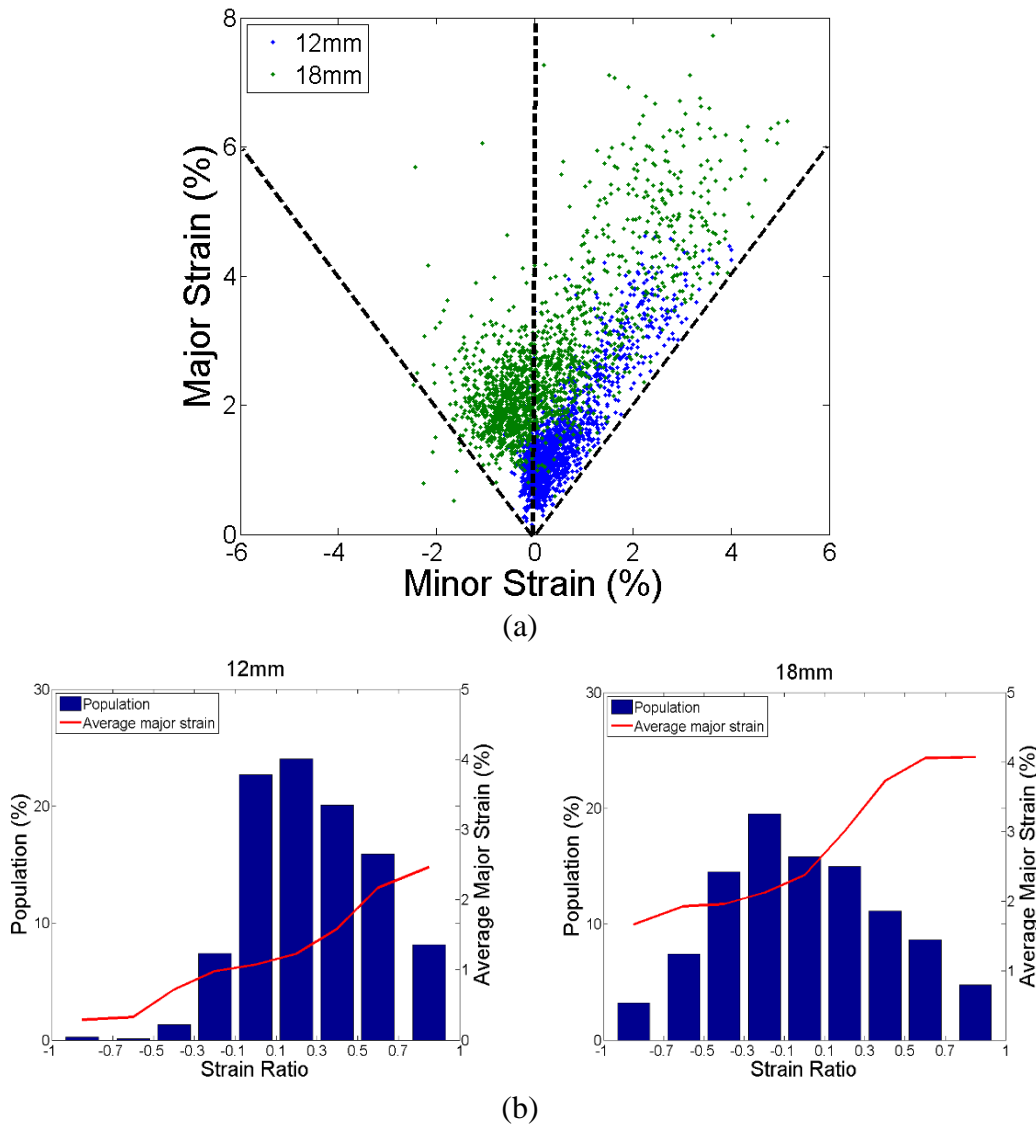 8
6
4
2
0
Major Strain (%)
12mm
18mm
-6 -4 -2 0 2 4 6
Minor Strain (%)
(a)
12mm
30
20
10
0
Population (%)
Population
Average major strain
5
4
3
2
1
0
Average Major Strain (%)
-1 -0.7 -0.5 -0.3 -0.1 0.1 0.3 0.5 0.7 1
Strain Ratio
18mm
30
20
10
0
Population (%)
Population
Average major strain
5
4
3
2
1
Average Major Strain (%)
-1 -0.7 -0.5 -0.3 -0.1 0.1 0.3 0.5 0.7 1
Strain Ratio
(b)